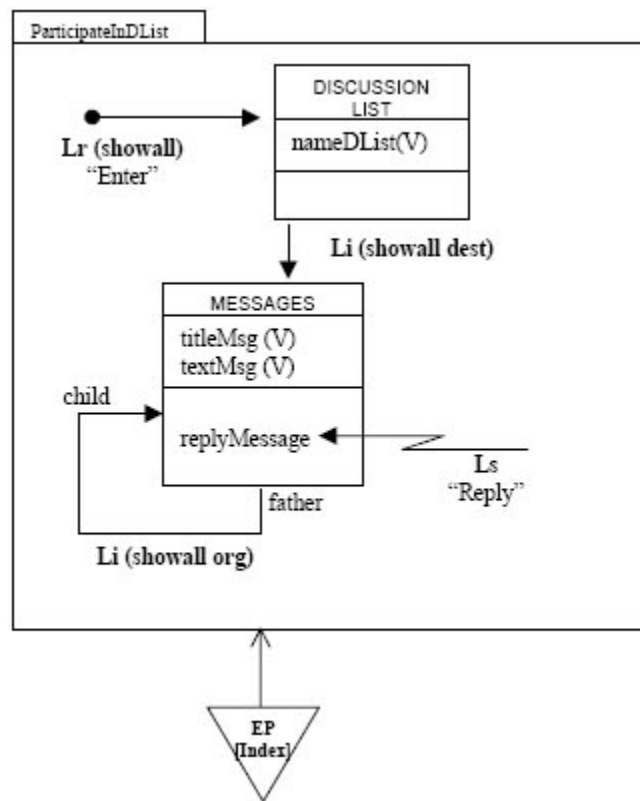 ParticipateInDList
DISCUSSION
LIST
nameDList(V)
Lr (showall)
“Enter”
Li (showall dest)
MESSAGES
titleMsg (V)
textMsg (V)
child
replyMessage
Ls
“Reply”
father
Li (showall org)
EP
[Index]